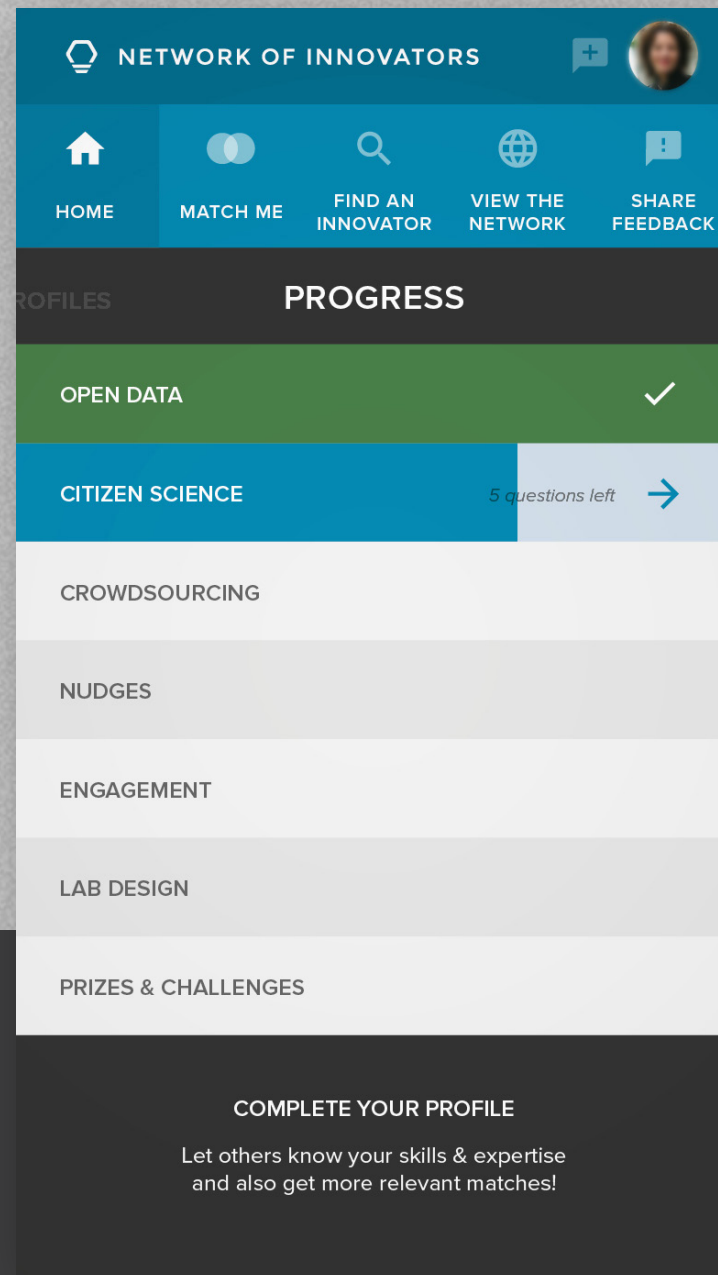 NETWORK OF INNOVATORS
HOME
MATCH ME
FIND AN
INNOVATOR
VIEW THE
NETWORK
SHARE
FEEDBACK
ROFILES
PROGRESS
OPEN DATA
CITIZEN SCIENCE
5 questions left
CROWDSOURCING
NUDGES
ENGAGEMENT
LAB DESIGN
PRIZES & CHALLENGES
COMPLETE YOUR PROFILE
Let others know your skills & expertise
and also get more relevant matches!